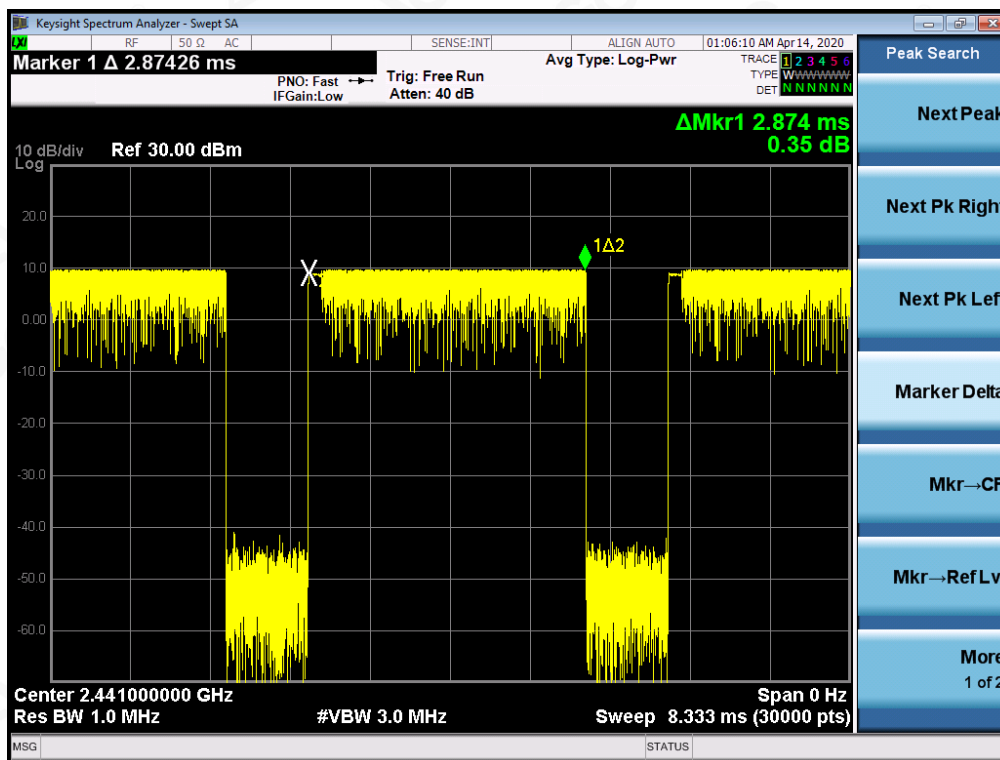 Keysight Spectrum Analyzer - Swept SA
LXI RF 50 Ω AC SENSE:INT ALIGN AUTO 01:06:10 AM Apr 14, 2020
Marker 1 Δ 2.87426 ms
PNO: Fast
IFGain:Low
Trig: Free Run
Atten: 40 dB
Avg Type: Log-Pwr
TRACE 1 2 3 4 5 6
TYPE W W W W W W
DET N N N N N N
ΔMkr1 2.874 ms
0.35 dB
10 dB/div Ref 30.00 dBm
Log
20.0
1Δ2
10.0
0.00
-10.0
-20.0
-30.0
-40.0
-50.0
-60.0
Center 2.441000000 GHz Span 0 Hz
Res BW 1.0 MHz #VBW 3.0 MHz Sweep 8.333 ms (30000 pts)
MSG STATUS
Peak Search
Next Peak
Next Pk Right
Next Pk Left
Marker Delta
Mkr→CF
Mkr→Ref Lv
More
1 of 2